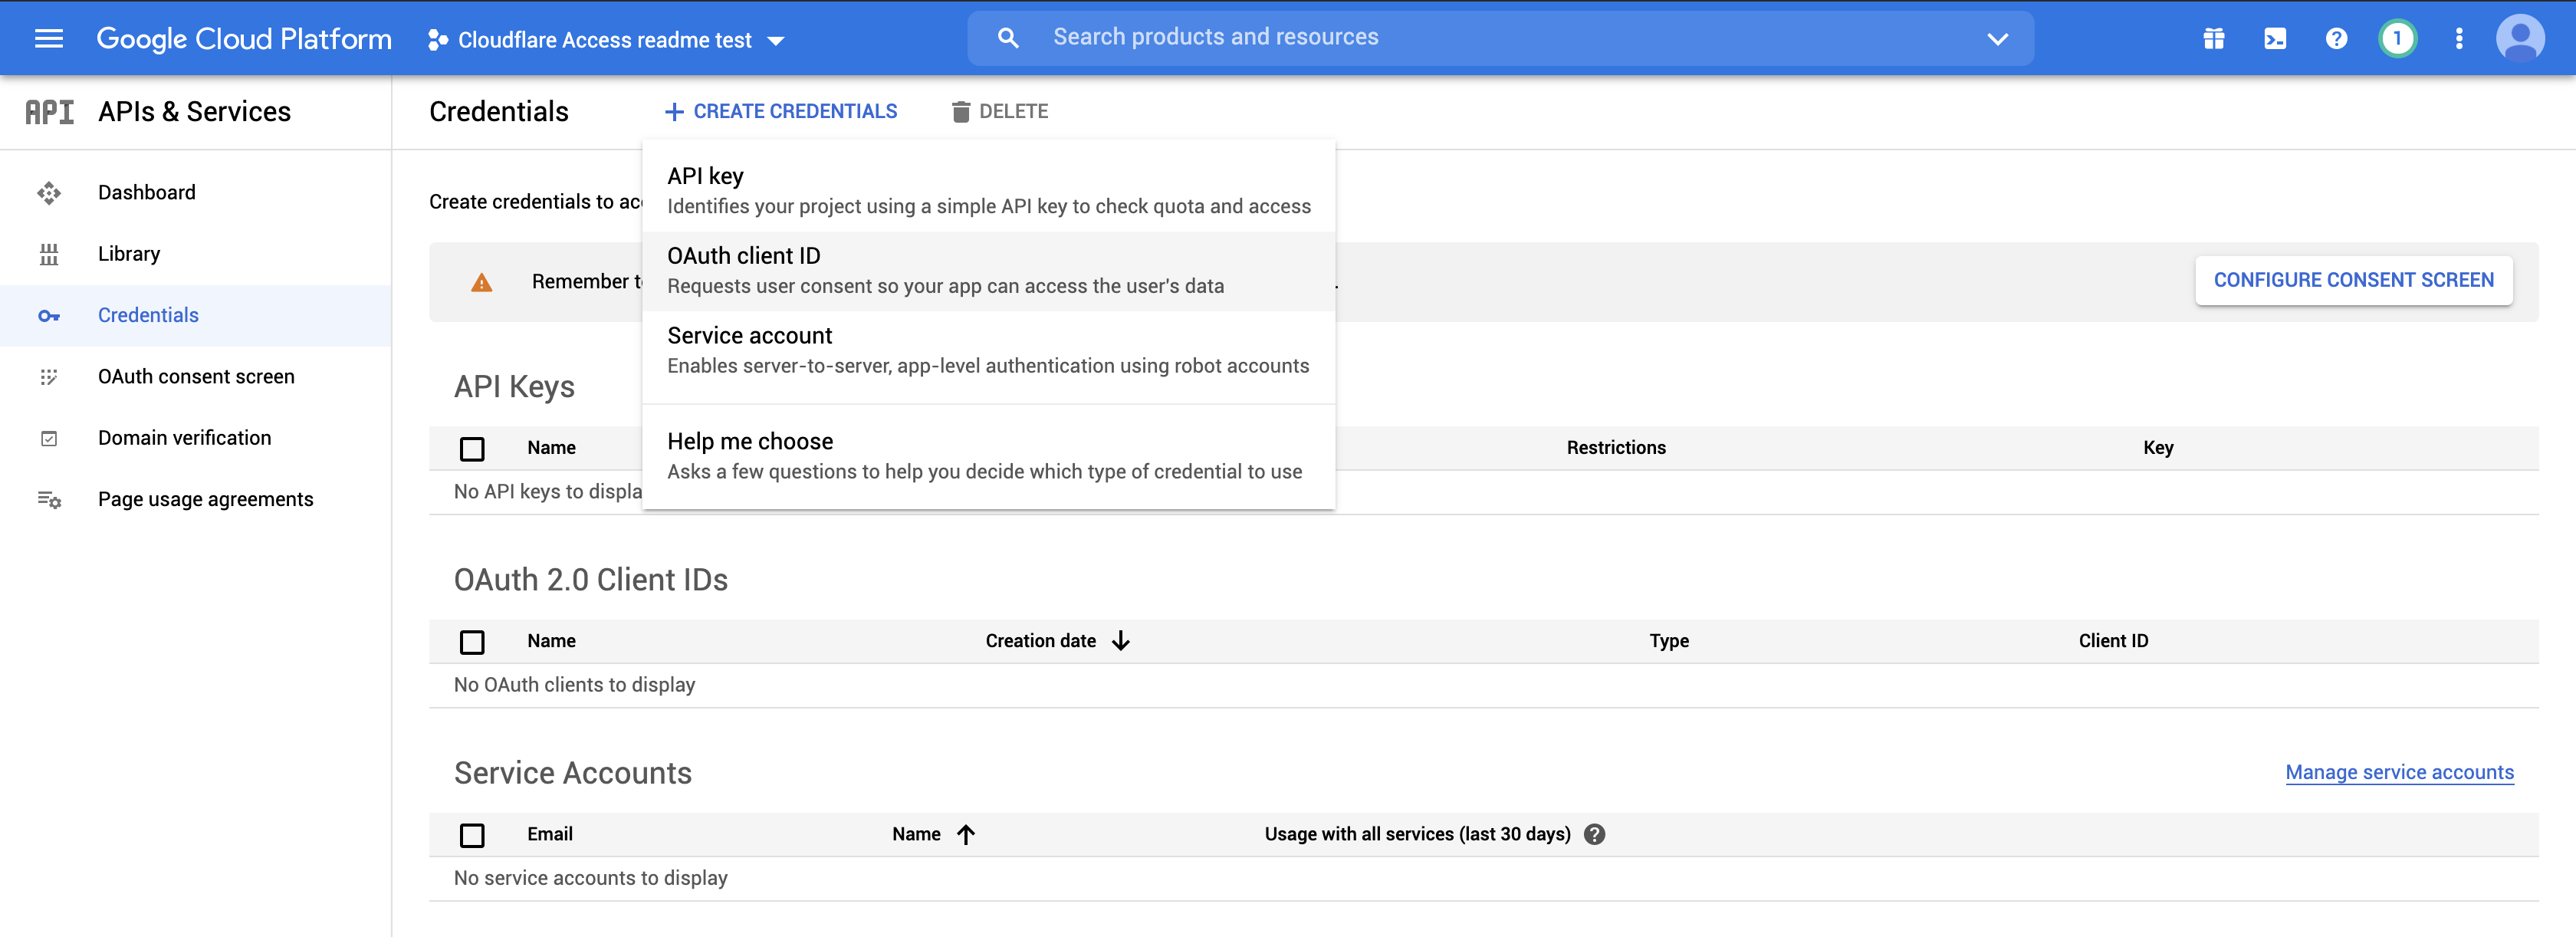 Google Cloud Platform
Cloudflare Access readme test
Search products and resources
1
API
APIs & Services
Credentials
+ CREATE CREDENTIALS
DELETE
Dashboard
Library
Credentials
OAuth consent screen
Domain verification
Page usage agreements
Create credentials to
API key
Identifies your project using a simple API key to check quota and access
OAuth client ID
Requests user consent so your app can access the user's data
Service account
Enables server-to-server, app-level authentication using robot accounts
Help me choose
Asks a few questions to help you decide which type of credential to use
Remember
CONFIGURE CONSENT SCREEN
API Keys
Name
Restrictions
Key
No API keys to
OAuth 2.0 Client IDs
Name
Creation date
Type
Client ID
No OAuth clients to display
Service Accounts
Manage service accounts
Email
Name
Usage with all services (last 30 days)
No service accounts to display